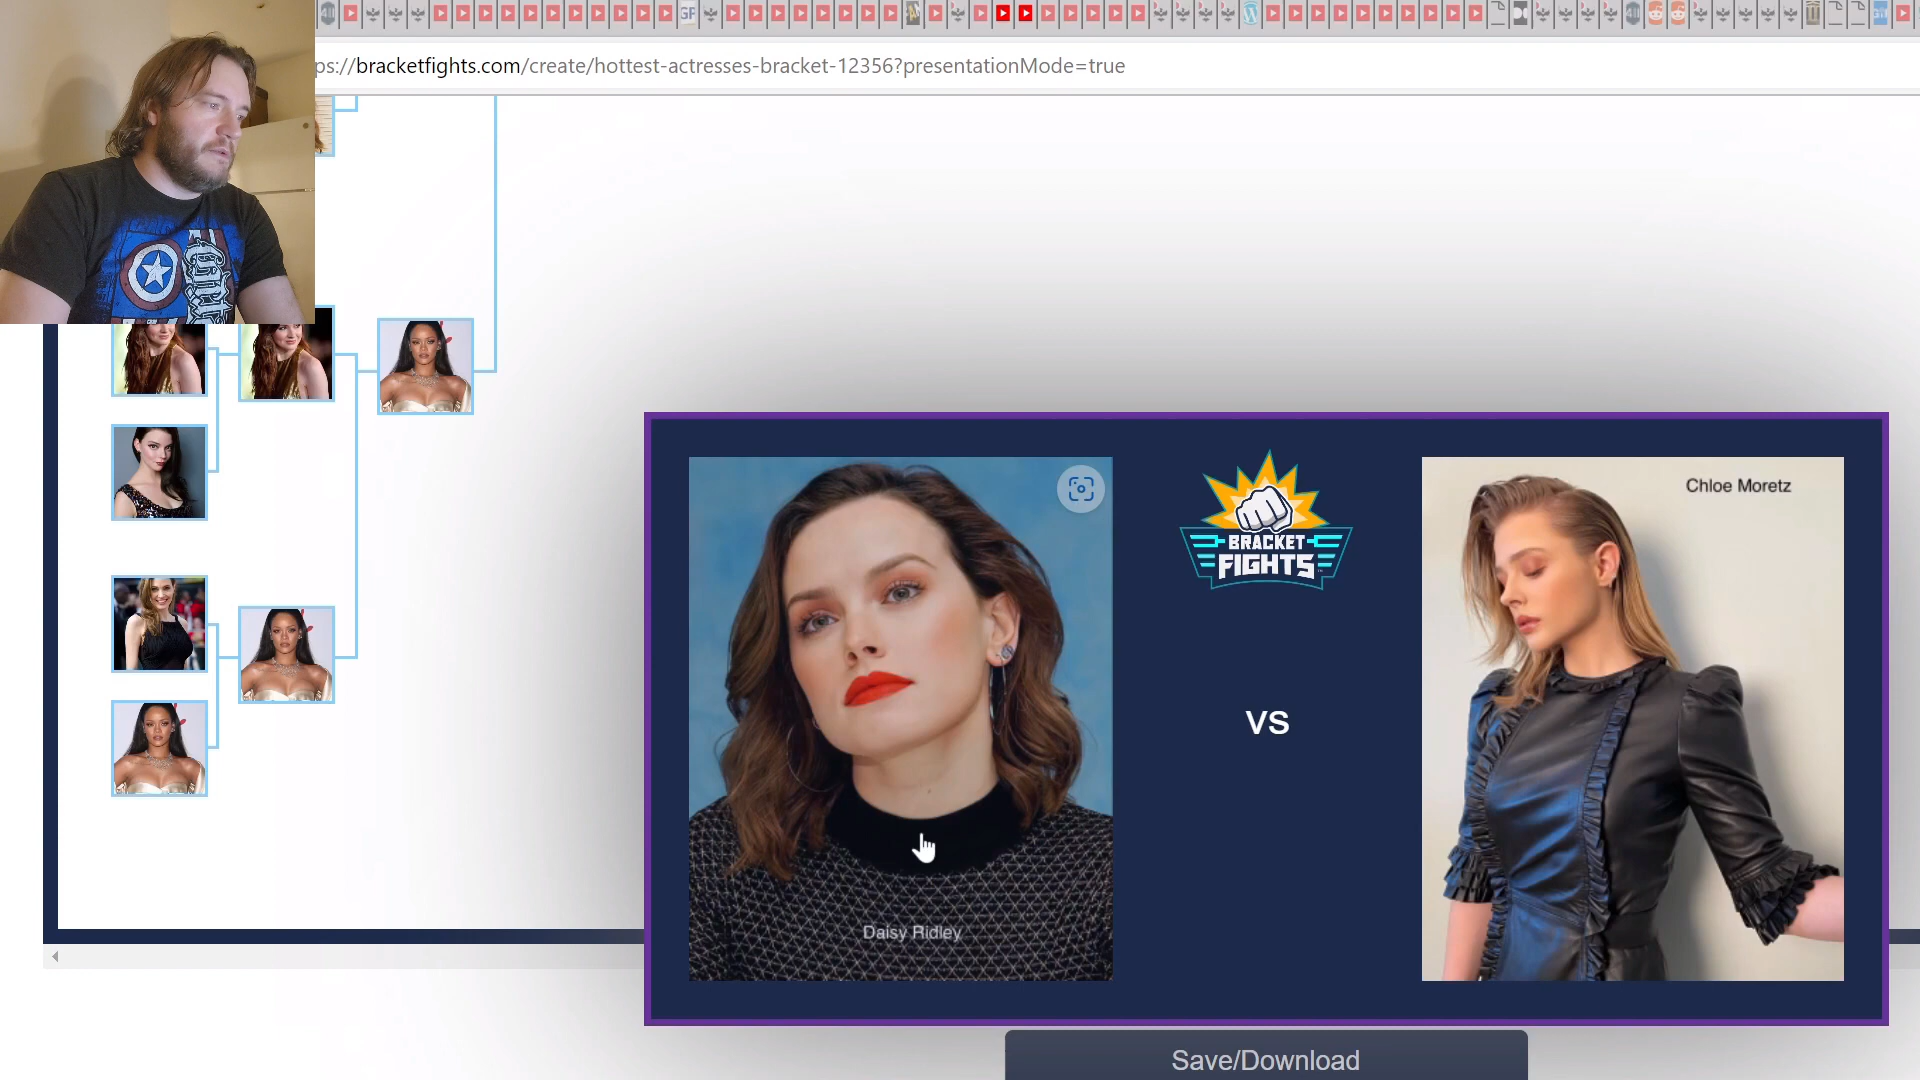 GF
ps://bracketfights.com/create/hottest-actresses-bracket-12356?presentationMode=true
BRACKET
FIGHTS
Chloe Moretz
VS
Daisy Ridley
Save/Download